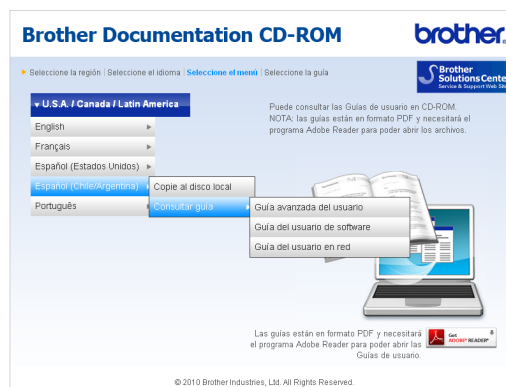 Brother Documentation CD-ROM
brother
Seleccione la región | Seleccione el idioma | Seleccione el menú | Seleccione la guía
Brother
Solutions Center
Service & Support Web Site
U.S.A. / Canada / Latin America
English
Français
Español (Estados Unidos)
Español (Chile/Argentina)
Português
Copie al disco local
Consultar guía
Guía avanzada del usuario
Guía del usuario de software
Guía del usuario en red
Puede consultar las Guías de usuario en CD-ROM.
NOTA: las guías están en formato PDF y necesitará el
programa Adobe Reader para poder abrir los archivos.
Las guías están en formato PDF y necesitará
el programa Adobe Reader para poder abrir las
Guías de usuario.
Get
ADOBE® READER®
© 2010 Brother Industries, Ltd. All Rights Reserved.